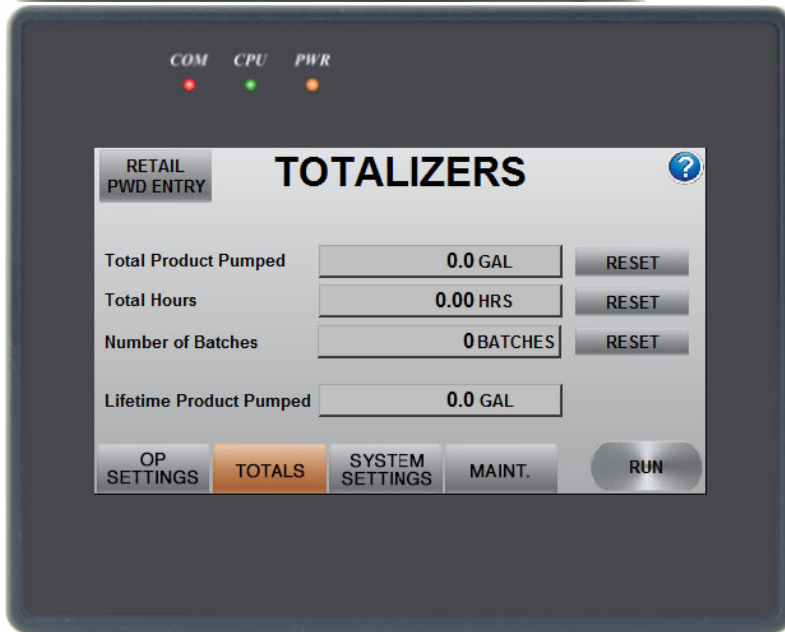 COM CPU PWR
RETAIL
PWD ENTRY
TOTALIZERS
?
Total Product Pumped 0.0 GAL RESET
Total Hours 0.00 HRS RESET
Number of Batches 0 BATCHES RESET
Lifetime Product Pumped 0.0 GAL
OP
SETTINGS
TOTALS
SYSTEM
SETTINGS
MAINT.
RUN